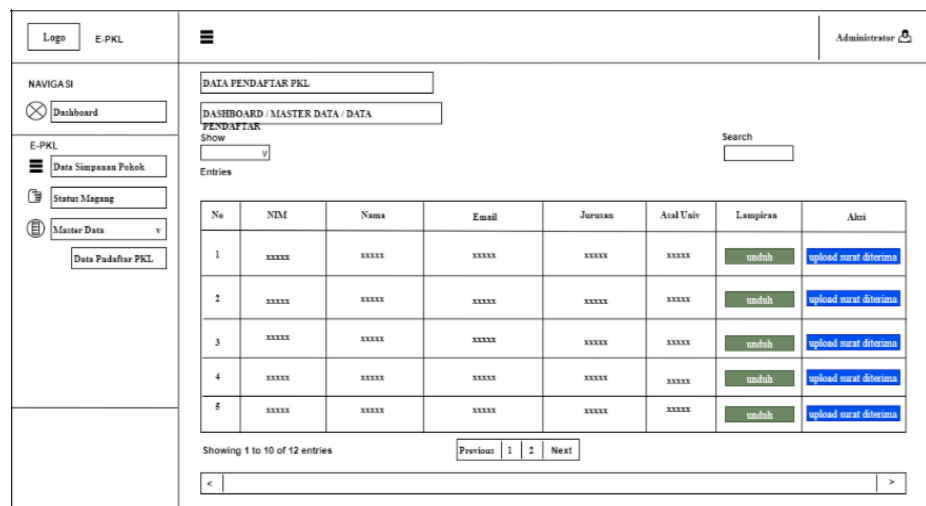 Logo E-PKL Administrator
NAVIGASI
Dashboard
E-PKL
Data Simpanan Pokok
Status Magang
Master Data v
Data Padaftar PKL
DATA PENDAFTAR PKL
DASHBOARD / MASTER DATA / DATA
PENDAFTAR
Show
v
Entries
Search
No NIM Nama Email Jurusan Asal Univ Lampiran Aksi
1 xxxxx xxxxx xxxxx xxxxx xxxxx unduh upload surat diterima
2 xxxxx xxxxx xxxxx xxxxx xxxxx unduh upload surat diterima
3 xxxxx xxxxx xxxxx xxxxx xxxxx unduh upload surat diterima
4 xxxxx xxxxx xxxxx xxxxx xxxxx unduh upload surat diterima
5 xxxxx xxxxx xxxxx xxxxx xxxxx unduh upload surat diterima
Showing 1 to 10 of 12 entries
Previous 1 2 Next
< >